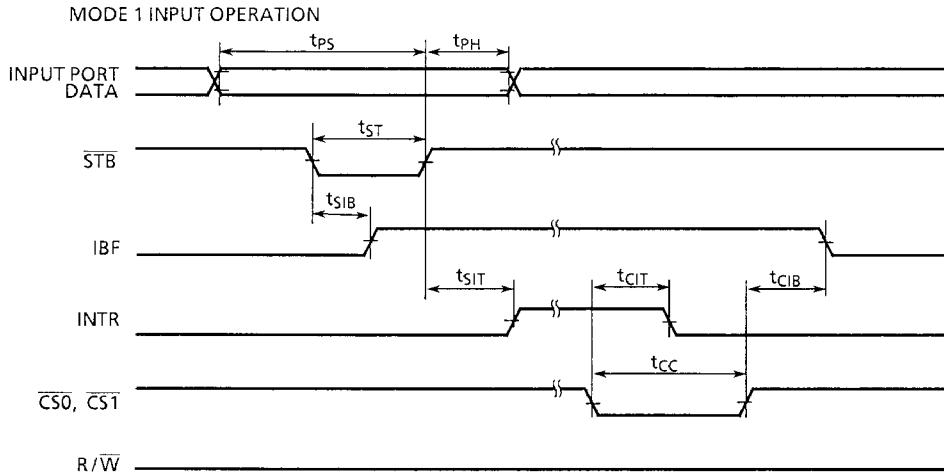 MODE 1 INPUT OPERATION
tPS tPH
INPUT PORT
DATA
tST
STB
tSIB
IBF
tSIT tCIT tCIB
INTR
tCC
CS0, CS1
R/W